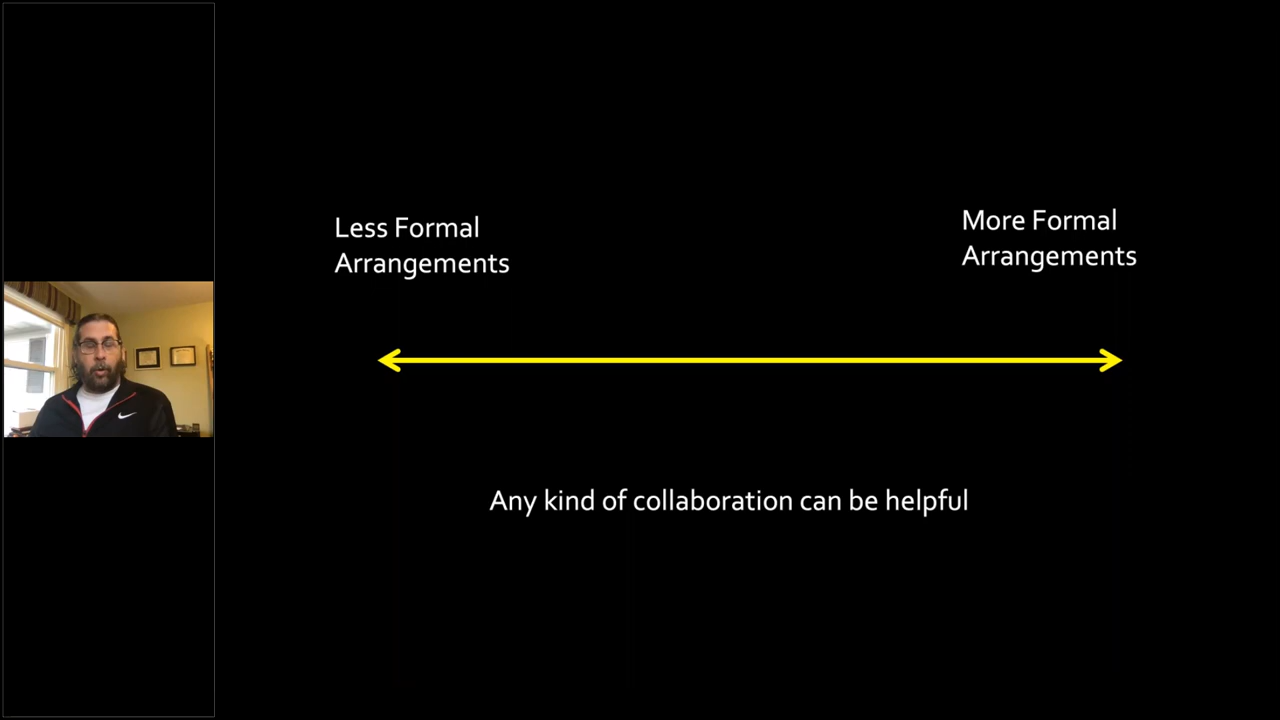 Less Formal
Arrangements
More Formal
Arrangements
Any kind of collaboration can be helpful